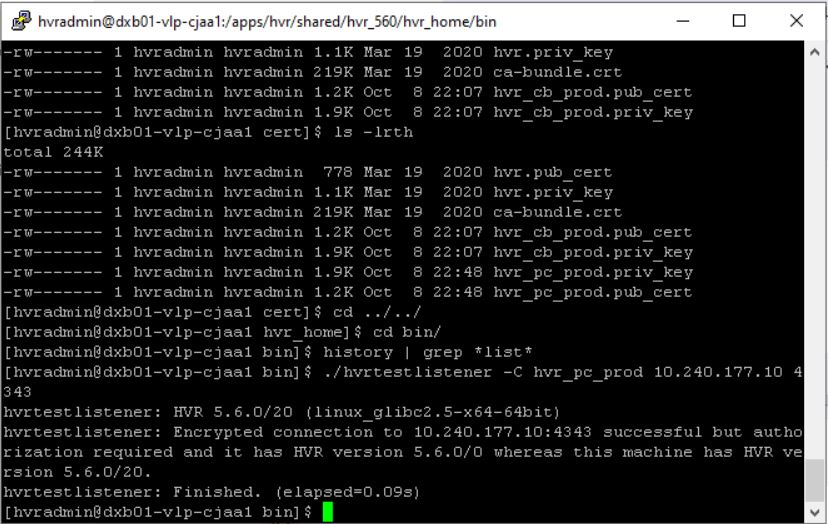 hvradmin@dxb01-vlp-cjaa1:/apps/hvr/shared/hvr_560/hvr_home/bin
-rw------- 1 hvradmin hvradmin 1.1K Mar 19  2020 hvr.priv_key
-rw------- 1 hvradmin hvradmin 219K Mar 19  2020 ca-bundle.crt
-rw------- 1 hvradmin hvradmin 1.2K Oct  8 22:07 hvr_cb_prod.pub_cert
-rw------- 1 hvradmin hvradmin 1.9K Oct  8 22:07 hvr_cb_prod.priv_key
[hvradmin@dxb01-vlp-cjaa1 cert]$ ls -lrth
total 244K
-rw------- 1 hvradmin hvradmin  778 Mar 19  2020 hvr.pub_cert
-rw------- 1 hvradmin hvradmin 1.1K Mar 19  2020 hvr.priv_key
-rw------- 1 hvradmin hvradmin 219K Mar 19  2020 ca-bundle.crt
-rw------- 1 hvradmin hvradmin 1.2K Oct  8 22:07 hvr_cb_prod.pub_cert
-rw------- 1 hvradmin hvradmin 1.9K Oct  8 22:07 hvr_cb_prod.priv_key
-rw------- 1 hvradmin hvradmin 1.9K Oct  8 22:48 hvr_pc_prod.priv_key
-rw------- 1 hvradmin hvradmin 1.2K Oct  8 22:48 hvr_pc_prod.pub_cert
[hvradmin@dxb01-vlp-cjaa1 cert]$ cd ../../
[hvradmin@dxb01-vlp-cjaa1 hvr_home]$ cd bin/
[hvradmin@dxb01-vlp-cjaa1 bin]$ history | grep *list*
[hvradmin@dxb01-vlp-cjaa1 bin]$ ./hvrtestlistener -C hvr_pc_prod 10.240.177.10 4
343
hvrtestlistener: HVR 5.6.0/20 (linux_glibc2.5-x64-64bit)
hvrtestlistener: Encrypted connection to 10.240.177.10:4343 successful but autho
rization required and it has HVR version 5.6.0/0 whereas this machine has HVR ve
rsion 5.6.0/20.
hvrtestlistener: Finished. (elapsed=0.09s)
[hvradmin@dxb01-vlp-cjaa1 bin]$